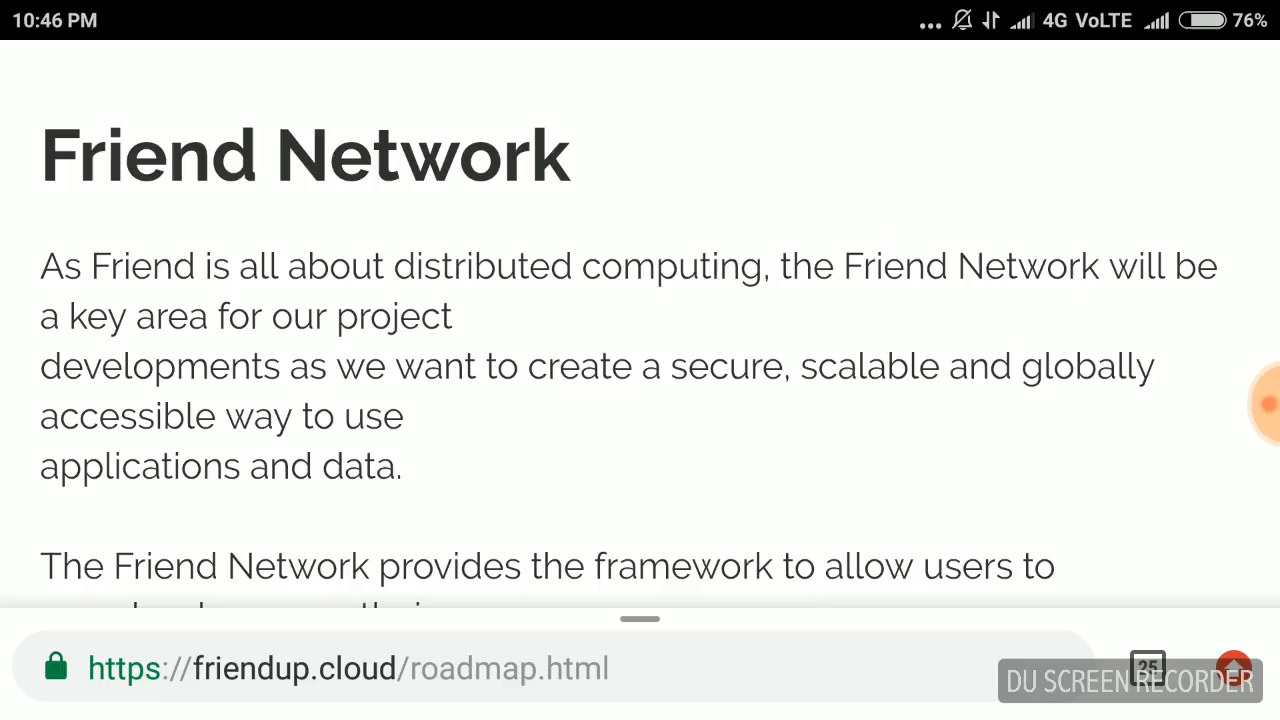 10:46 PM
... 4G VoLTE 76%
Friend Network
As Friend is all about distributed computing, the Friend Network will be
a key area for our project
developments as we want to create a secure, scalable and globally
accessible way to use
applications and data.
The Friend Network provides the framework to allow users to
https://friendup.cloud/roadmap.html
25
DU SCREEN RECORDER